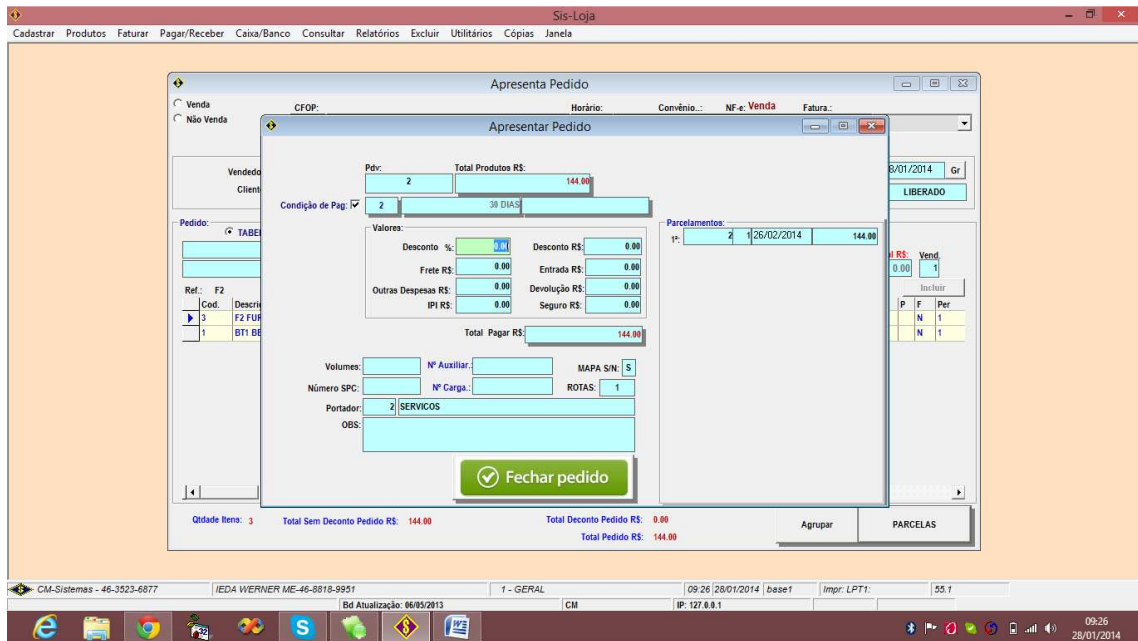 Sis-Loja
Cadastrar Produtos Faturar Pagar/Receber Caixa/Banco Consultar Relatórios Excluir Utilitários Cópias Janela
Apresenta Pedido
Venda
Não Venda
CFOP:
Horário:
Convênio..:
NF-e: Venda
Fatura.:
Apresentar Pedido
Vendedo
Client
8/01/2014 Gr
LIBERADO
Pdv: Total Produtos R$:
2 144.00
Condição de Pag: 2 30 DIAS
Valores:
Desconto %: 0.00 Desconto R$: 0.00
Frete R$: 0.00 Entrada R$: 0.00
Outras Despesas R$: 0.00 Devolução R$: 0.00
IPI R$: 0.00 Seguro R$: 0.00
Total Pagar R$: 144.00
Parcelamentos:
1ª: 2 1 26/02/2014 144.00
Volumes: Nº Auxiliar.: MAPA S/N: S
Número SPC: Nº Carga.: ROTAS: 1
Portador: 2 SERVICOS
OBS:
Fechar pedido
Pedido:
TABE
Ref.: F2
Cod. Descri
3 F2 FUR
1 BT1 BE
l R$: Vend.
0.00 1
Incluir
P F Per
N 1
N 1
Qtdade Itens: 3 Total Sem Deconto Pedido R$: 144.00 Total Deconto Pedido R$: 0.00
Total Pedido R$: 144.00
Agrupar
PARCELAS
CM-Sistemas - 46-3523-6877 IEDA WERNER ME-46-8818-9951 1 - GERAL 09:26 28/01/2014 base1 Impr: LPT1: 55.1
Bd Atualização: 06/05/2013 CM IP: 127.0.0.1
09:26
28/01/2014